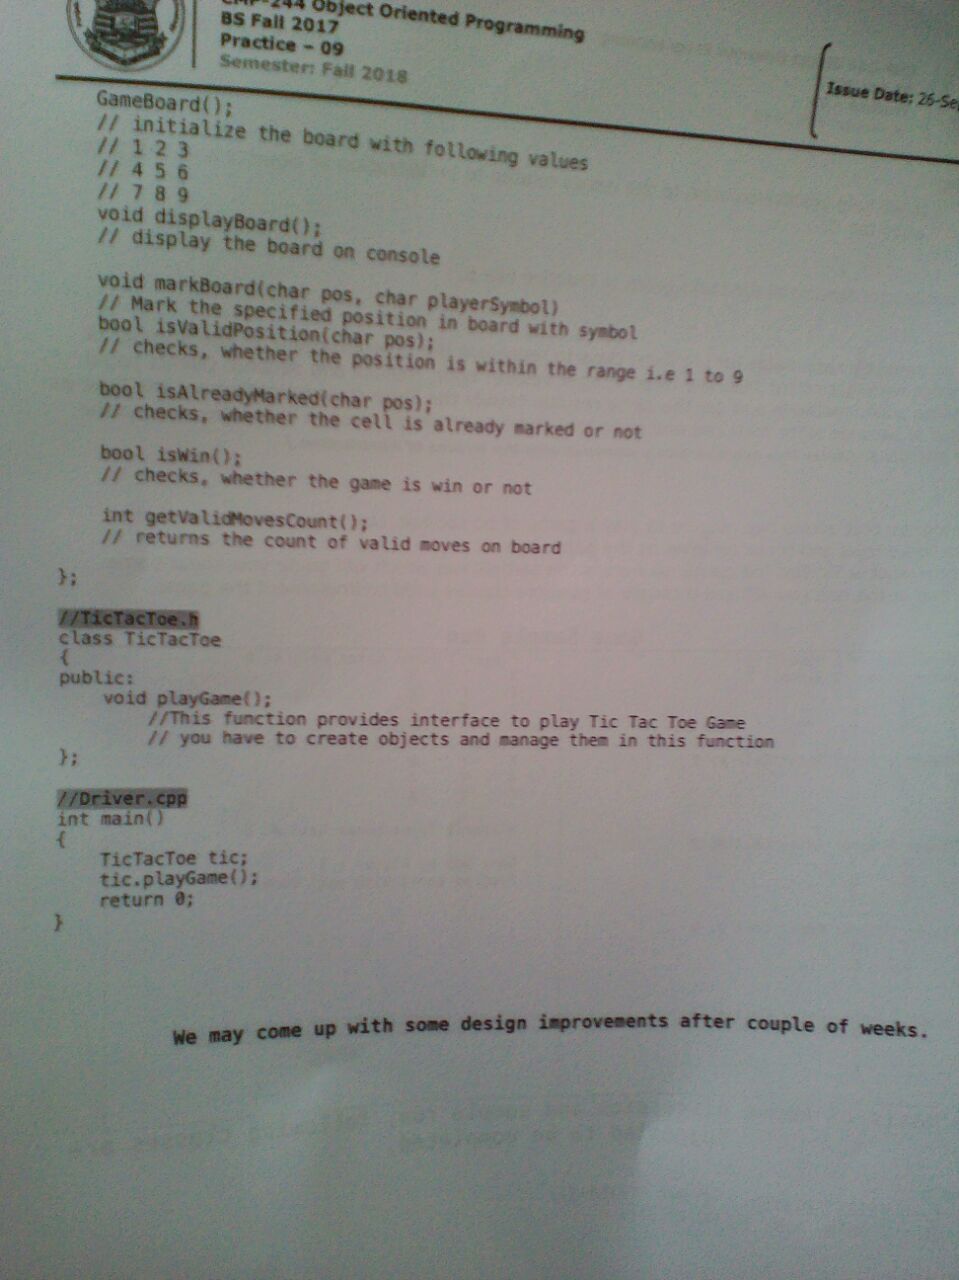 CMP-244 Object Oriented Programming
BS Fall 2017
Practice – 09
Semester: Fall 2018
Issue Date: 26-Se
GameBoard();
// initialize the board with following values
// 1 2 3
// 4 5 6
// 7 8 9
void displayBoard();
// display the board on console
void markBoard(char pos, char playerSymbol)
// Mark the specified position in board with symbol
bool isValidPosition(char pos);
// checks, whether the position is within the range i.e 1 to 9
bool isAlreadyMarked(char pos);
// checks, whether the cell is already marked or not
bool isWin();
// checks, whether the game is win or not
int getValidMovesCount();
// returns the count of valid moves on board
};
//TicTacToe.h
class TicTacToe
{
public:
void playGame();
//This function provides interface to play Tic Tac Toe Game
// you have to create objects and manage them in this function
};
//Driver.cpp
int main()
{
TicTacToe tic;
tic.playGame();
return 0;
}
We may come up with some design improvements after couple of weeks.